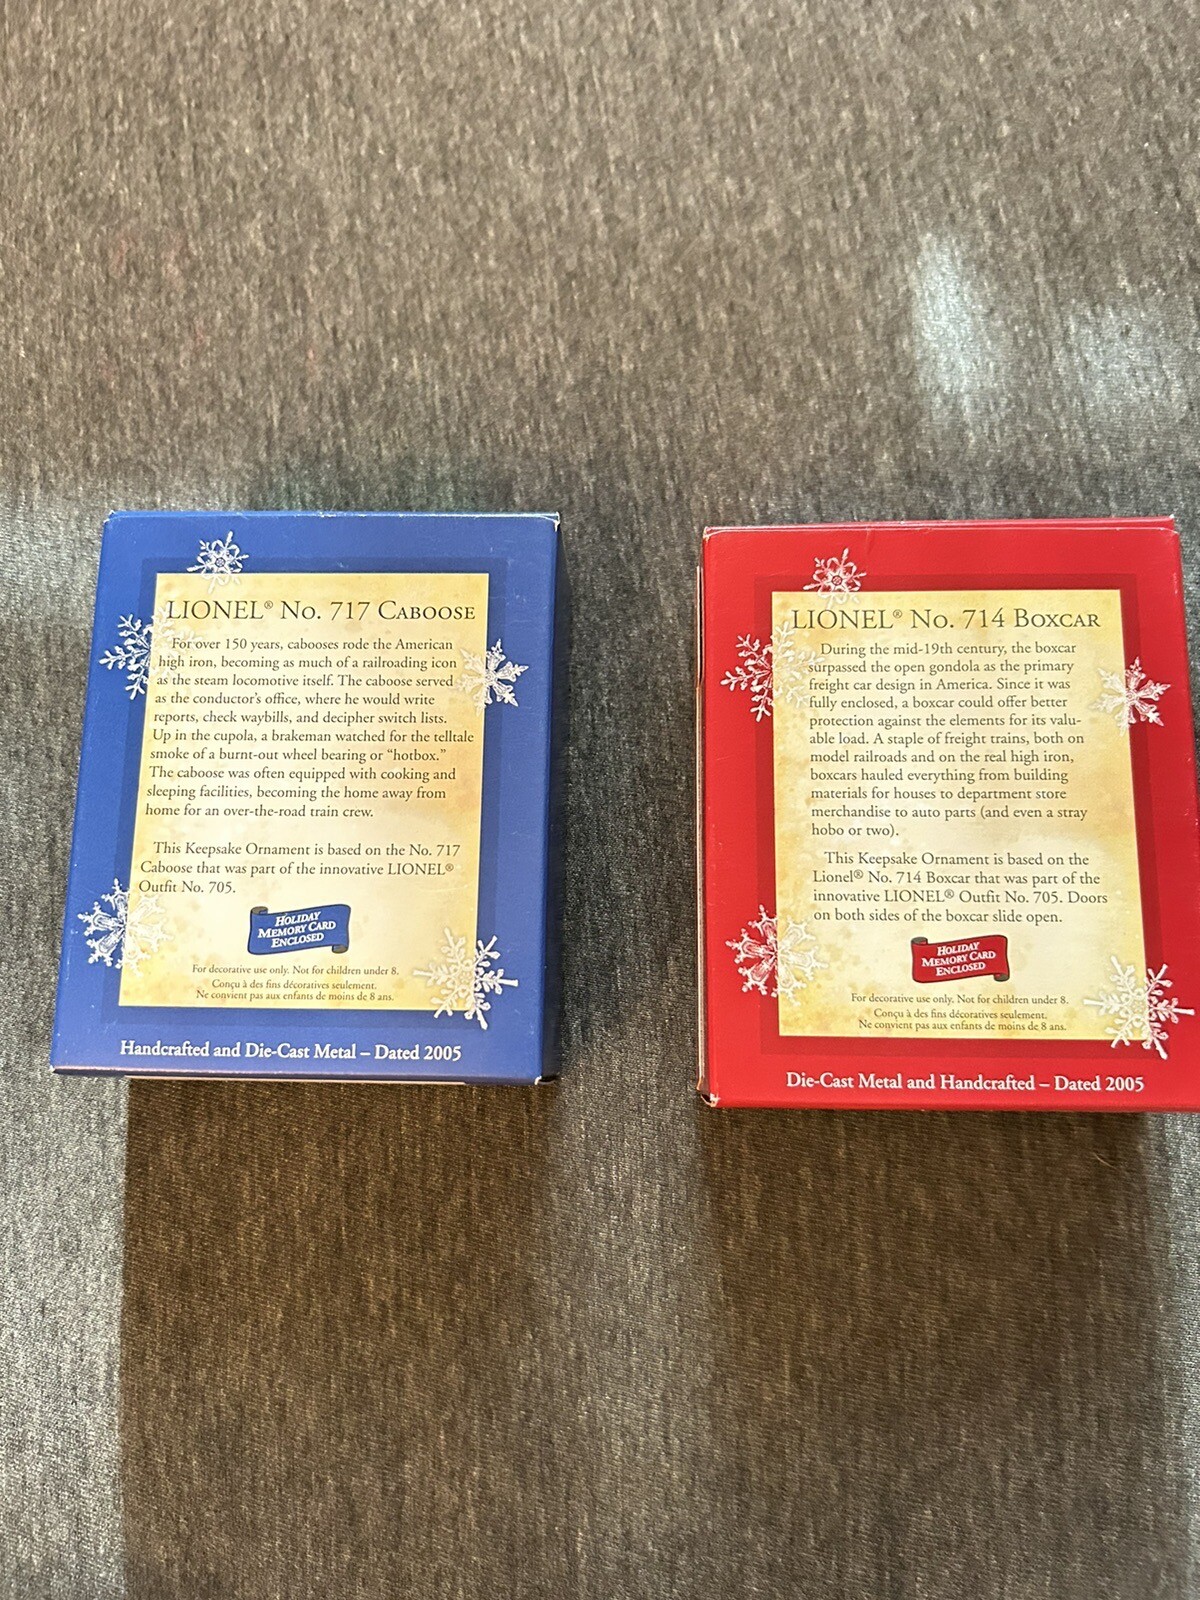 LIONEL® No. 717 CABOOSE
For over 150 years, cabooses rode the American
high iron, becoming as much of a railroading icon
as the steam locomotive itself. The caboose served
as the conductor's office, where he would write
reports, check waybills, and decipher switch lists.
Up in the cupola, a brakeman watched for the telltale
smoke of a burnt-out wheel bearing or “hotbox.”
The caboose was often equipped with cooking and
sleeping facilities, becoming the home away from
home for an over-the-road train crew.
This Keepsake Ornament is based on the No. 717
Caboose that was part of the innovative LIONEL®
Outfit No. 705.
HOLIDAY
MEMORY CARD
ENCLOSED
For decorative use only. Not for children under 8.
Conçu à des fins décoratives seulement.
Ne convient pas aux enfants de moins de 8 ans.
Handcrafted and Die-Cast Metal – Dated 2005
LIONEL® No. 714 BOXCAR
During the mid-19th century, the boxcar
surpassed the open gondola as the primary
freight car design in America. Since it was
fully enclosed, a boxcar could offer better
protection against the elements for its valu-
able load. A staple of freight trains, both on
model railroads and on the real high iron,
boxcars hauled everything from building
materials for houses to department store
merchandise to auto parts (and even a stray
hobo or two).
This Keepsake Ornament is based on the
Lionel® No. 714 Boxcar that was part of the
innovative LIONEL® Outfit No. 705. Doors
on both sides of the boxcar slide open.
HOLIDAY
MEMORY CARD
ENCLOSED
For decorative use only. Not for children under 8.
Conçu à des fins décoratives seulement.
Ne convient pas aux enfants de moins de 8 ans.
Die-Cast Metal and Handcrafted – Dated 2005